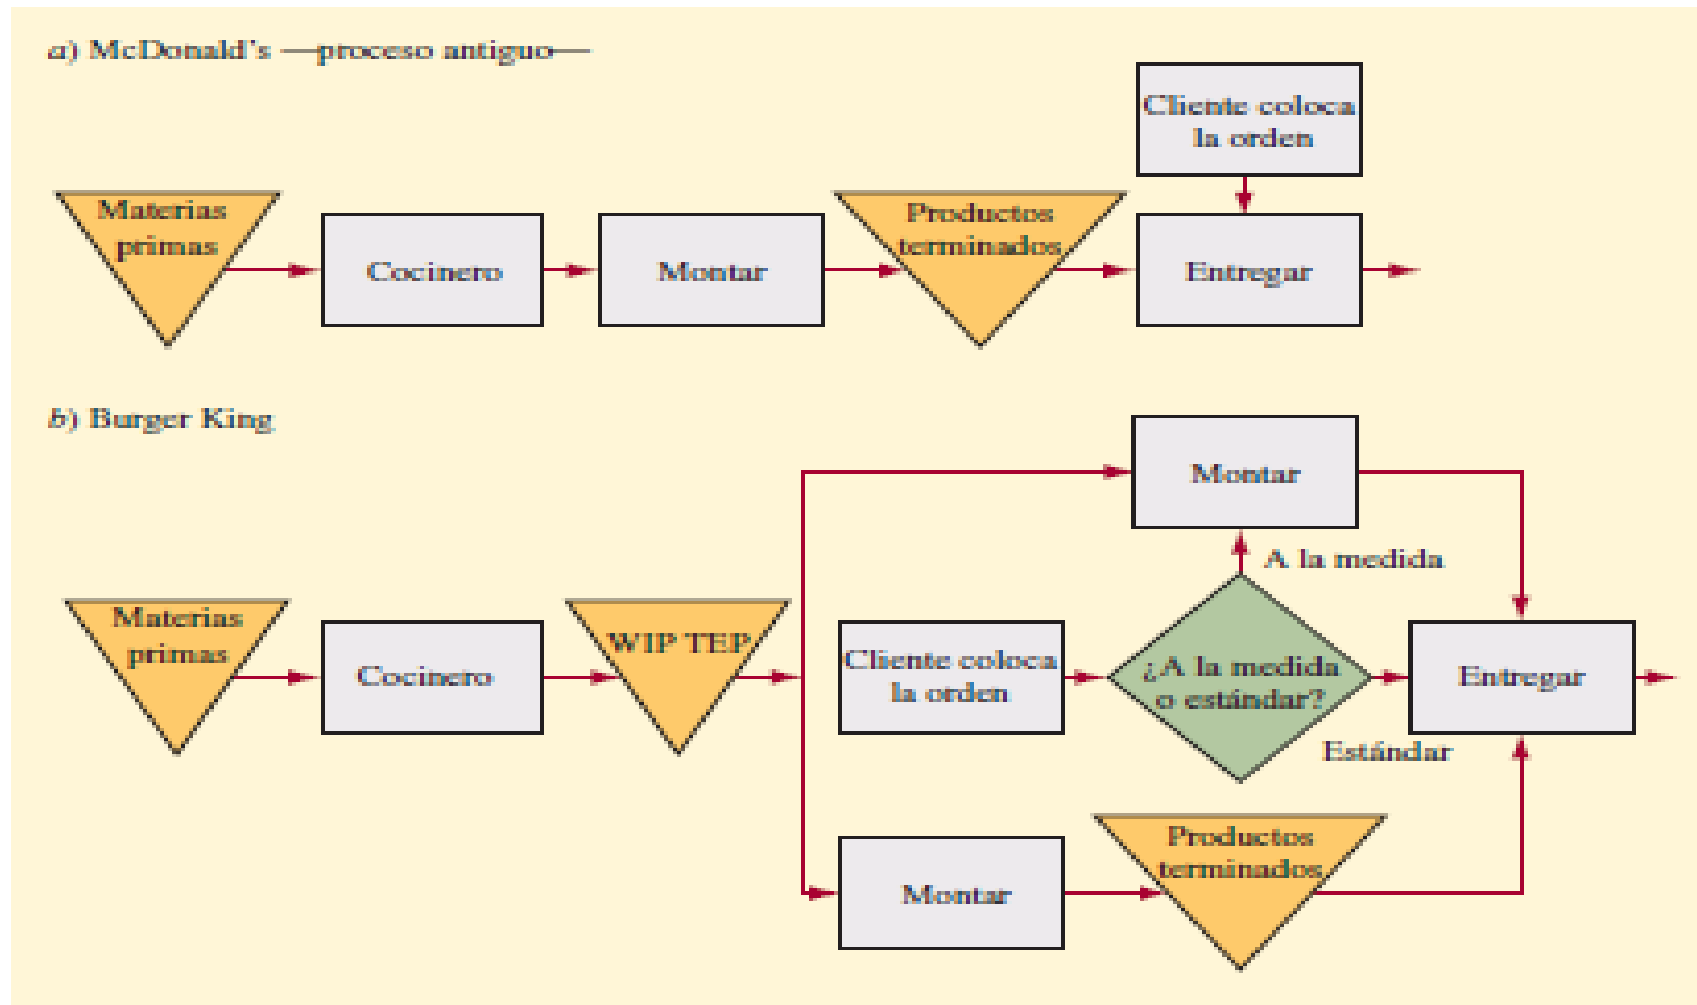 a) McDonald's —proceso antiguo—
Cliente coloca
la orden
Materias
primas
Cocinero
Montar
Productos
terminados
Entregar
b) Burger King
Montar
A la medida
Materias
primas
Cocinero
WIP TEP
Cliente coloca
la orden
¿A la medida
o estándar?
Entregar
Estándar
Montar
Productos
terminados